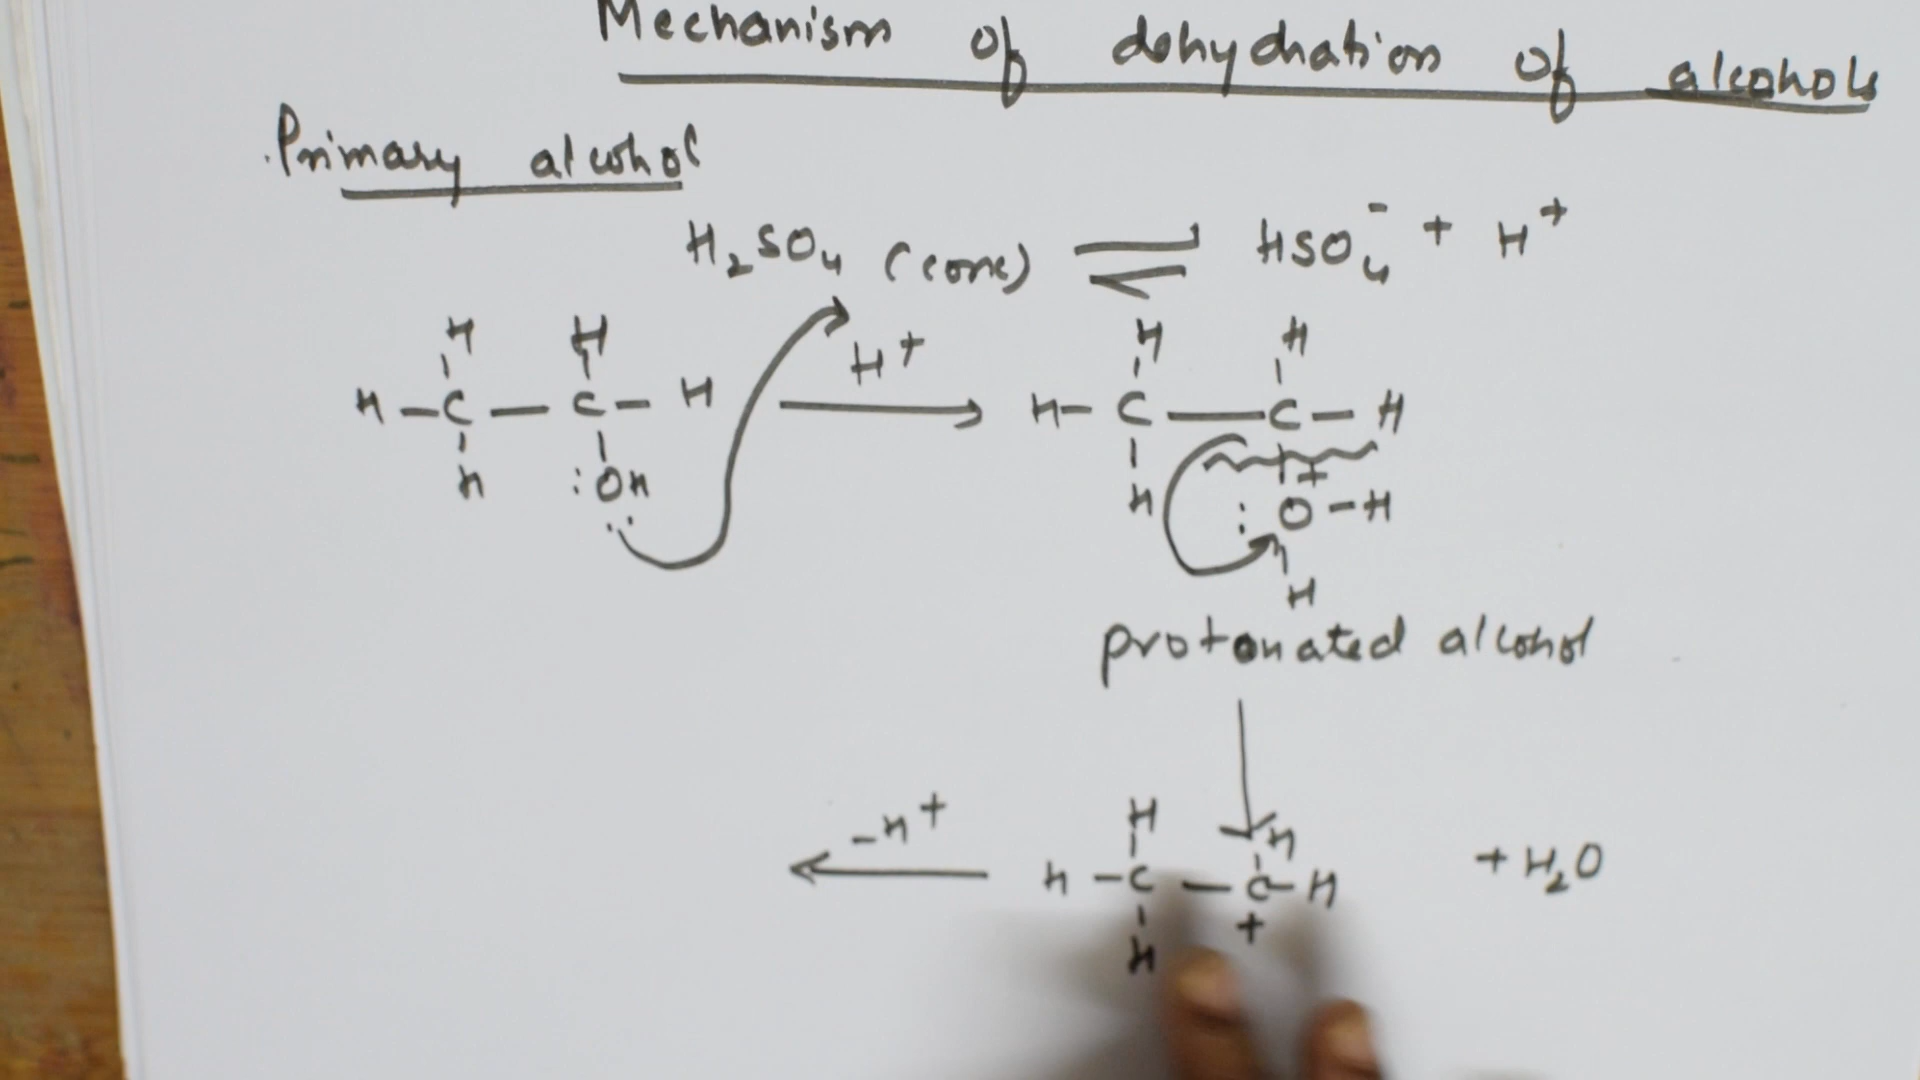 Mechanism of dehydration of alcohols
Primary alcohol
H₂SO₄ (conc) ⇌ HSO₄⁻ + H⁺
H H H⁺ H H
H – C — C – H → H – C — C – H
H :OH H : O⁺ – H
H
protonated alcohol
–H⁺ H H
← H – C — C – H + H₂O
H +